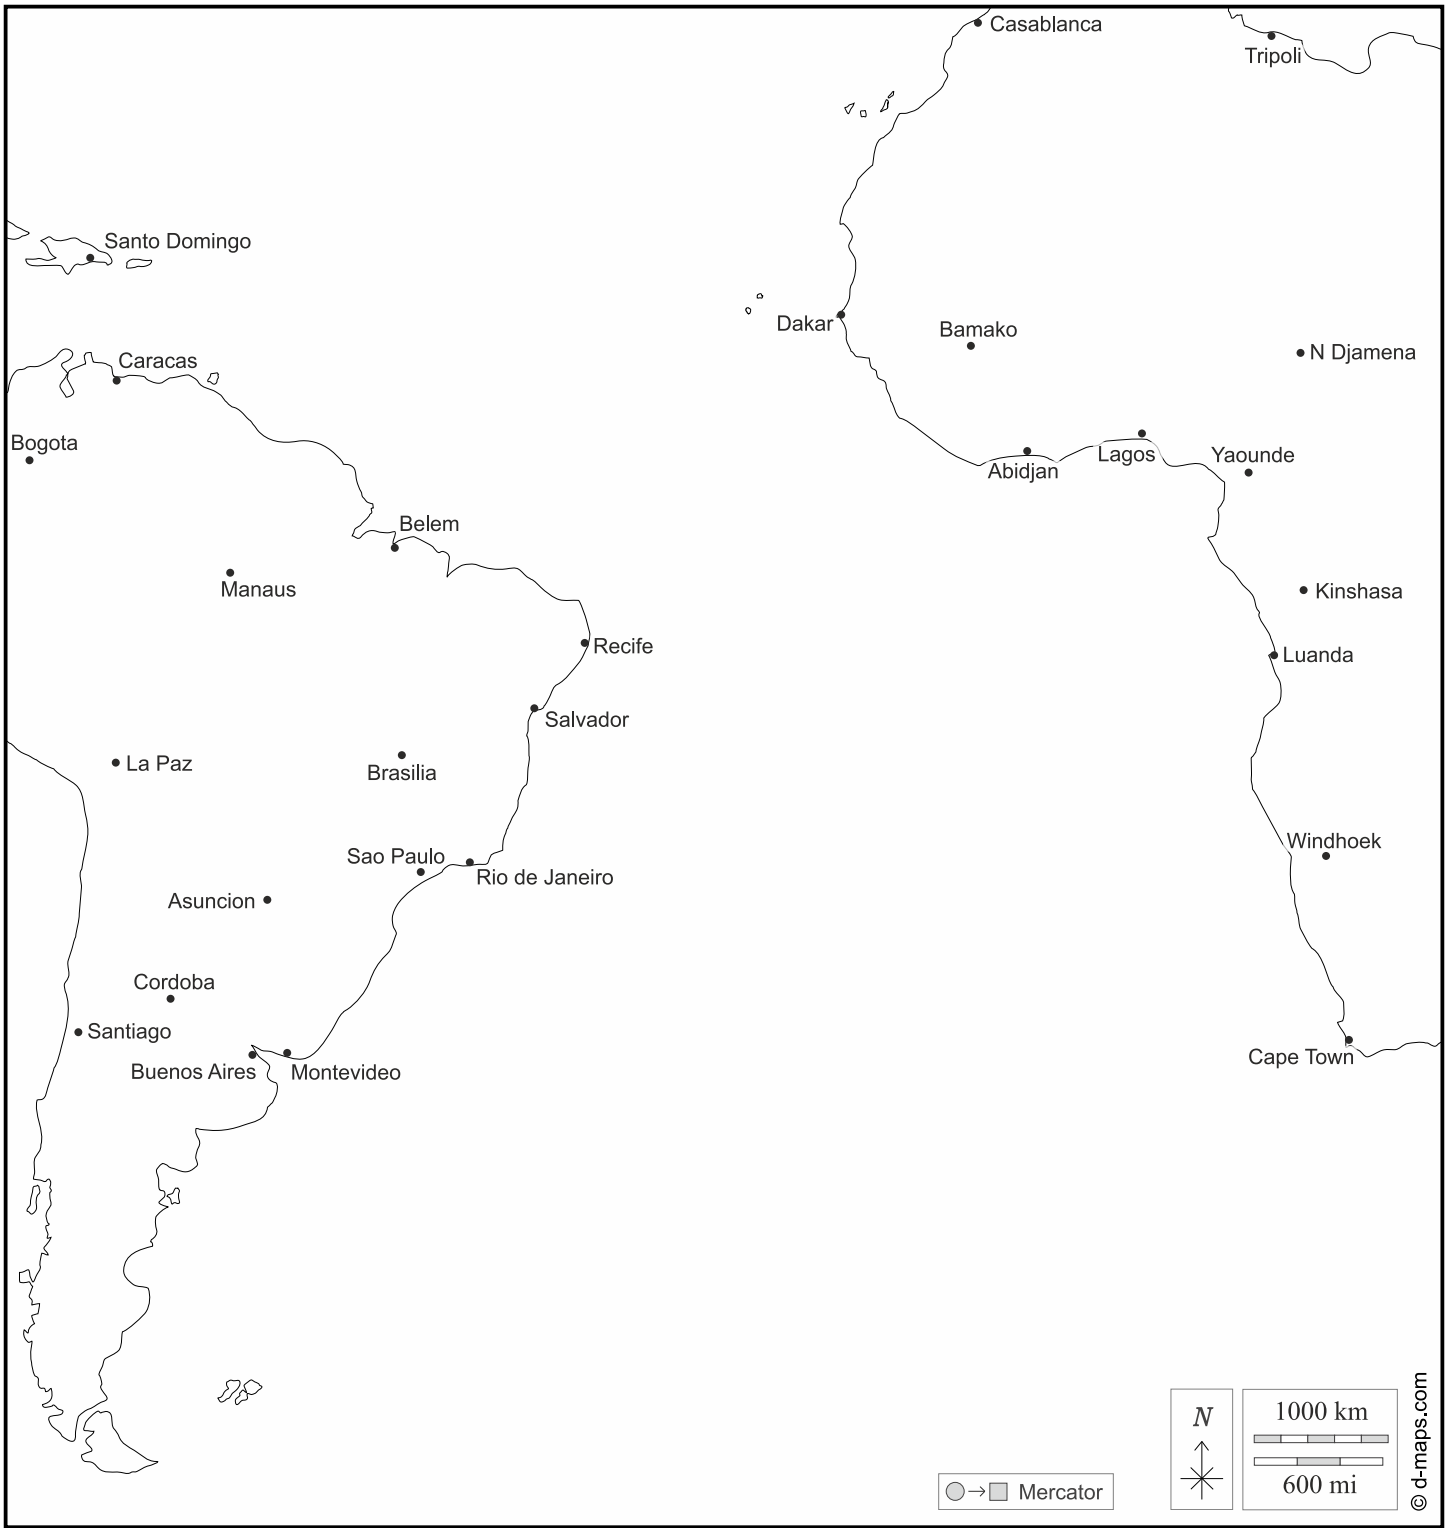 Casablanca
Tripoli
Santo Domingo
Dakar
Bamako
N Djamena
Caracas
Bogota
Lagos
Yaounde
Abidjan
Belem
Manaus
Kinshasa
Recife
Luanda
Salvador
La Paz
Brasilia
Windhoek
Sao Paulo
Rio de Janeiro
Asuncion
Cordoba
Santiago
Cape Town
Buenos Aires
Montevideo
N
1000 km
600 mi
Mercator
© d-maps.com